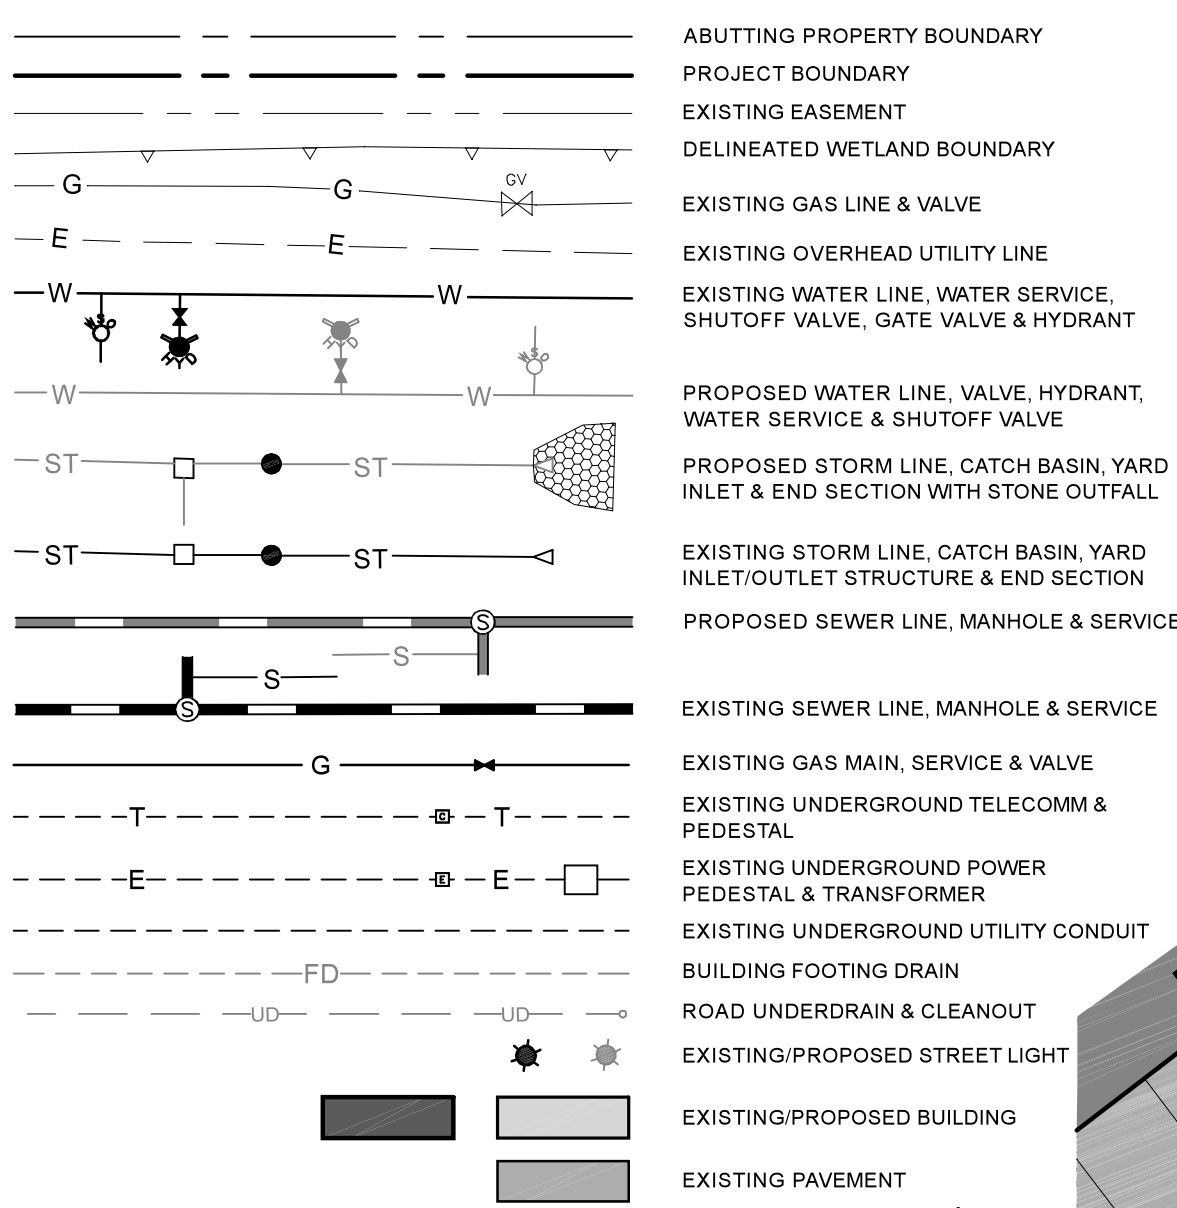 ABUTTING PROPERTY BOUNDARY
PROJECT BOUNDARY
EXISTING EASEMENT
DELINEATED WETLAND BOUNDARY
G G GV
EXISTING GAS LINE & VALVE
E E
EXISTING OVERHEAD UTILITY LINE
W W
EXISTING WATER LINE, WATER SERVICE,
SHUTOFF VALVE, GATE VALVE & HYDRANT
S
HYD
HYD
S
W W
PROPOSED WATER LINE, VALVE, HYDRANT,
WATER SERVICE & SHUTOFF VALVE
ST ST
PROPOSED STORM LINE, CATCH BASIN, YARD
INLET & END SECTION WITH STONE OUTFALL
ST ST
EXISTING STORM LINE, CATCH BASIN, YARD
INLET/OUTLET STRUCTURE & END SECTION
S
PROPOSED SEWER LINE, MANHOLE & SERVICE
S
S
S
EXISTING SEWER LINE, MANHOLE & SERVICE
G
EXISTING GAS MAIN, SERVICE & VALVE
T C T
EXISTING UNDERGROUND TELECOMM &
PEDESTAL
E E E
EXISTING UNDERGROUND POWER
PEDESTAL & TRANSFORMER
EXISTING UNDERGROUND UTILITY CONDUIT
FD
BUILDING FOOTING DRAIN
UD UD
ROAD UNDERDRAIN & CLEANOUT
EXISTING/PROPOSED STREET LIGHT
EXISTING/PROPOSED BUILDING
EXISTING PAVEMENT